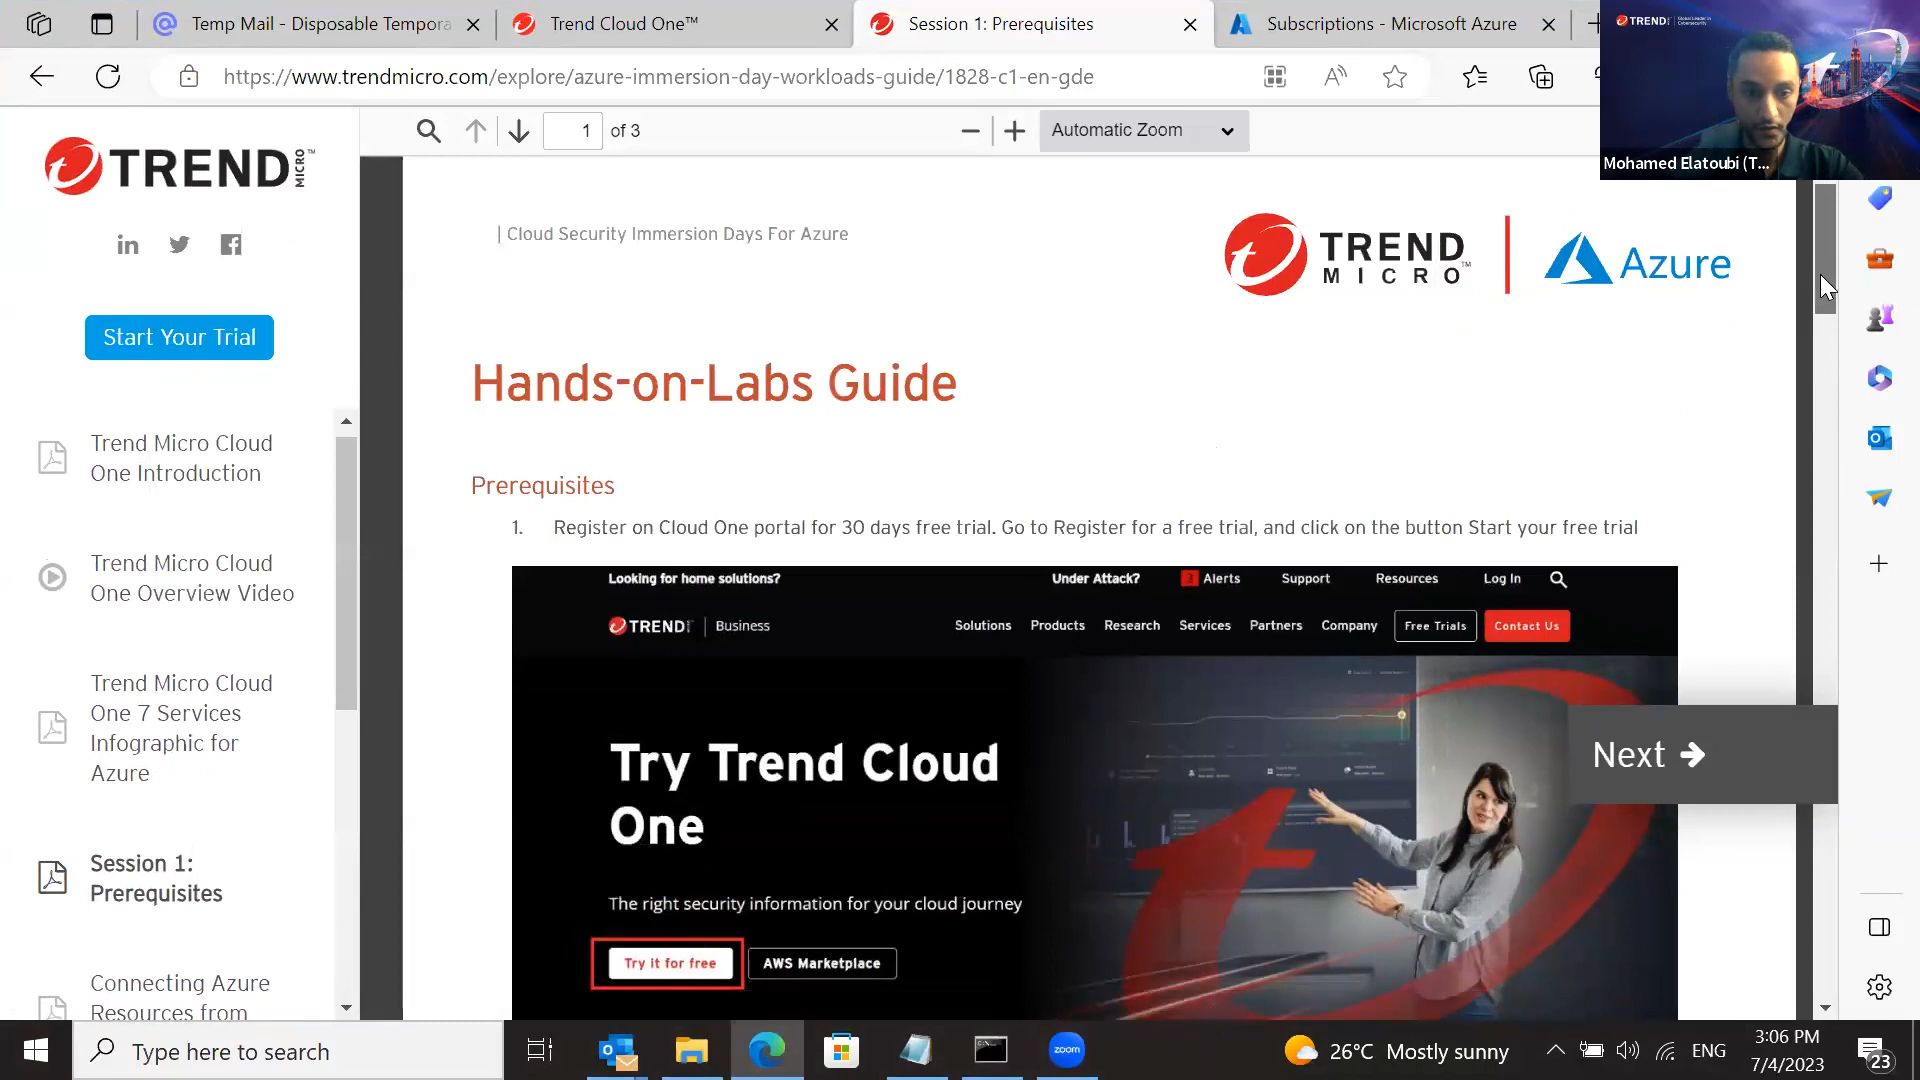 Temp Mail - Disposable Tempora
Trend Cloud One™
Session 1: Prerequisites
Subscriptions - Microsoft Azure
https://www.trendmicro.com/explore/azure-immersion-day-workloads-guide/1828-c1-en-gde
TREND
Mohamed Elatoubi (T...
TREND MICRO™
Start Your Trial
Trend Micro Cloud
One Introduction
Trend Micro Cloud
One Overview Video
Trend Micro Cloud
One 7 Services
Infographic for
Azure
Session 1:
Prerequisites
Connecting Azure
Resources from
1 of 3
Automatic Zoom
| Cloud Security Immersion Days For Azure
TREND
MICRO™
Azure
Hands-on-Labs Guide
Prerequisites
1. Register on Cloud One portal for 30 days free trial. Go to Register for a free trial, and click on the button Start your free trial
Looking for home solutions?
Under Attack?
3 Alerts
Support
Resources
Log In
TREND
Business
Solutions
Products
Research
Services
Partners
Company
Free Trials
Contact Us
Try Trend Cloud
One
The right security information for your cloud journey
Try it for free
AWS Marketplace
Next
Type here to search
zoom
26°C Mostly sunny
ENG
3:06 PM
7/4/2023
23